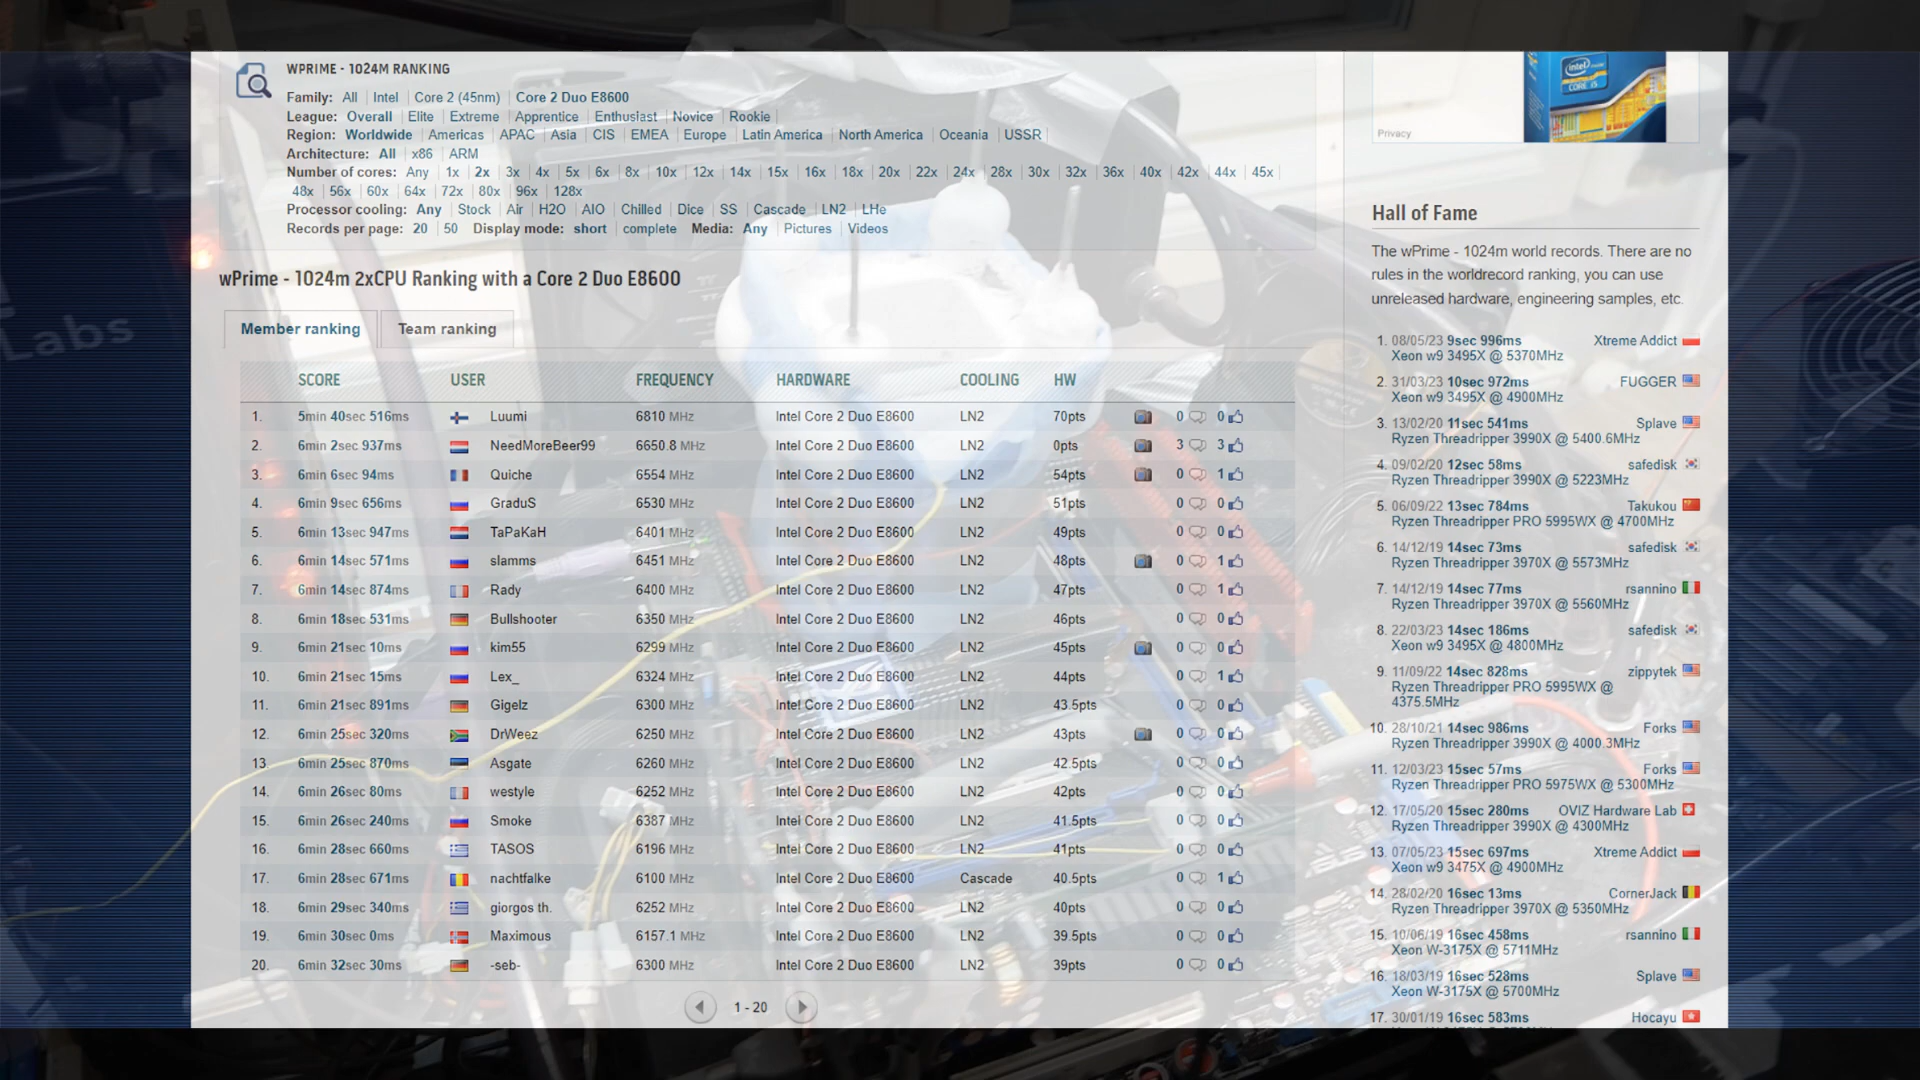 WPRIME - 1024M RANKING
Family: All Intel Core 2 (45nm) Core 2 Duo E8600
League: Overall Elite Extreme Apprentice Enthusiast Novice Rookie
Region: Worldwide Americas APAC Asia CIS EMEA Europe Latin America North America Oceania USSR
Architecture: All x86 ARM
Number of cores: Any 1x 2x 3x 4x 5x 6x 8x 10x 12x 14x 15x 16x 18x 20x 22x 24x 28x 30x 32x 36x 40x 42x 44x 45x
48x 56x 60x 64x 72x 80x 96x 128x
Processor cooling: Any Stock Air H2O AIO Chilled Dice SS Cascade LN2 LHe
Records per page: 20 50 Display mode: short complete Media: Any Pictures Videos
wPrime - 1024m 2xCPU Ranking with a Core 2 Duo E8600
Member ranking Team ranking
SCORE USER FREQUENCY HARDWARE COOLING HW
1. 5min 40sec 516ms Luumi 6810 MHz Intel Core 2 Duo E8600 LN2 70pts 0 0
2. 6min 2sec 937ms NeedMoreBeer99 6650.8 MHz Intel Core 2 Duo E8600 LN2 0pts 3 3
3. 6min 6sec 94ms Quiche 6554 MHz Intel Core 2 Duo E8600 LN2 54pts 0 1
4. 6min 9sec 656ms GraduS 6530 MHz Intel Core 2 Duo E8600 LN2 51pts 0 0
5. 6min 13sec 947ms TaPaKaH 6401 MHz Intel Core 2 Duo E8600 LN2 49pts 0 0
6. 6min 14sec 571ms slamms 6451 MHz Intel Core 2 Duo E8600 LN2 48pts 0 1
7. 6min 14sec 874ms Rady 6400 MHz Intel Core 2 Duo E8600 LN2 47pts 0 1
8. 6min 18sec 531ms Bullshooter 6350 MHz Intel Core 2 Duo E8600 LN2 46pts 0 0
9. 6min 21sec 10ms kim55 6299 MHz Intel Core 2 Duo E8600 LN2 45pts 0 0
10. 6min 21sec 15ms Lex_ 6324 MHz Intel Core 2 Duo E8600 LN2 44pts 0 1
11. 6min 21sec 891ms Gigelz 6300 MHz Intel Core 2 Duo E8600 LN2 43.5pts 0 0
12. 6min 25sec 320ms DrWeez 6250 MHz Intel Core 2 Duo E8600 LN2 43pts 0 0
13. 6min 25sec 870ms Asgate 6260 MHz Intel Core 2 Duo E8600 LN2 42.5pts 0 0
14. 6min 26sec 80ms westyle 6252 MHz Intel Core 2 Duo E8600 LN2 42pts 0 0
15. 6min 26sec 240ms Smoke 6387 MHz Intel Core 2 Duo E8600 LN2 41.5pts 0 0
16. 6min 28sec 660ms TASOS 6196 MHz Intel Core 2 Duo E8600 LN2 41pts 0 0
17. 6min 28sec 671ms nachtfalke 6100 MHz Intel Core 2 Duo E8600 Cascade 40.5pts 0 1
18. 6min 29sec 340ms giorgos th. 6252 MHz Intel Core 2 Duo E8600 LN2 40pts 0 0
19. 6min 30sec 0ms Maximous 6157.1 MHz Intel Core 2 Duo E8600 LN2 39.5pts 0 0
20. 6min 32sec 30ms -seb- 6300 MHz Intel Core 2 Duo E8600 LN2 39pts 0 0
1 - 20
intel
CORE i5
Privacy
Hall of Fame
The wPrime - 1024m world records. There are no
rules in the worldrecord ranking, you can use
unreleased hardware, engineering samples, etc.
1. 08/05/23 9sec 996ms Xtreme Addict
Xeon w9 3495X @ 5370MHz
2. 31/03/23 10sec 972ms FUGGER
Xeon w9 3495X @ 4900MHz
3. 13/02/20 11sec 541ms Splave
Ryzen Threadripper 3990X @ 5400.6MHz
4. 09/02/20 12sec 58ms safedisk
Ryzen Threadripper 3990X @ 5223MHz
5. 06/09/22 13sec 784ms Takukou
Ryzen Threadripper PRO 5995WX @ 4700MHz
6. 14/12/19 14sec 73ms safedisk
Ryzen Threadripper 3970X @ 5573MHz
7. 14/12/19 14sec 77ms rsannino
Ryzen Threadripper 3970X @ 5560MHz
8. 22/03/23 14sec 186ms safedisk
Xeon w9 3495X @ 4800MHz
9. 11/09/22 14sec 828ms zippytek
Ryzen Threadripper PRO 5995WX @
4375.5MHz
10. 28/10/21 14sec 986ms Forks
Ryzen Threadripper 3990X @ 4000.3MHz
11. 12/03/23 15sec 57ms Forks
Ryzen Threadripper PRO 5975WX @ 5300MHz
12. 17/05/20 15sec 280ms OVIZ Hardware Lab
Ryzen Threadripper 3990X @ 4300MHz
13. 07/05/23 15sec 697ms Xtreme Addict
Xeon w9 3475X @ 4900MHz
14. 28/02/20 16sec 13ms CornerJack
Ryzen Threadripper 3970X @ 5350MHz
15. 10/06/19 16sec 458ms rsannino
Xeon W-3175X @ 5711MHz
16. 18/03/19 16sec 528ms Splave
Xeon W-3175X @ 5700MHz
17. 30/01/19 16sec 583ms Hocayu
Labs